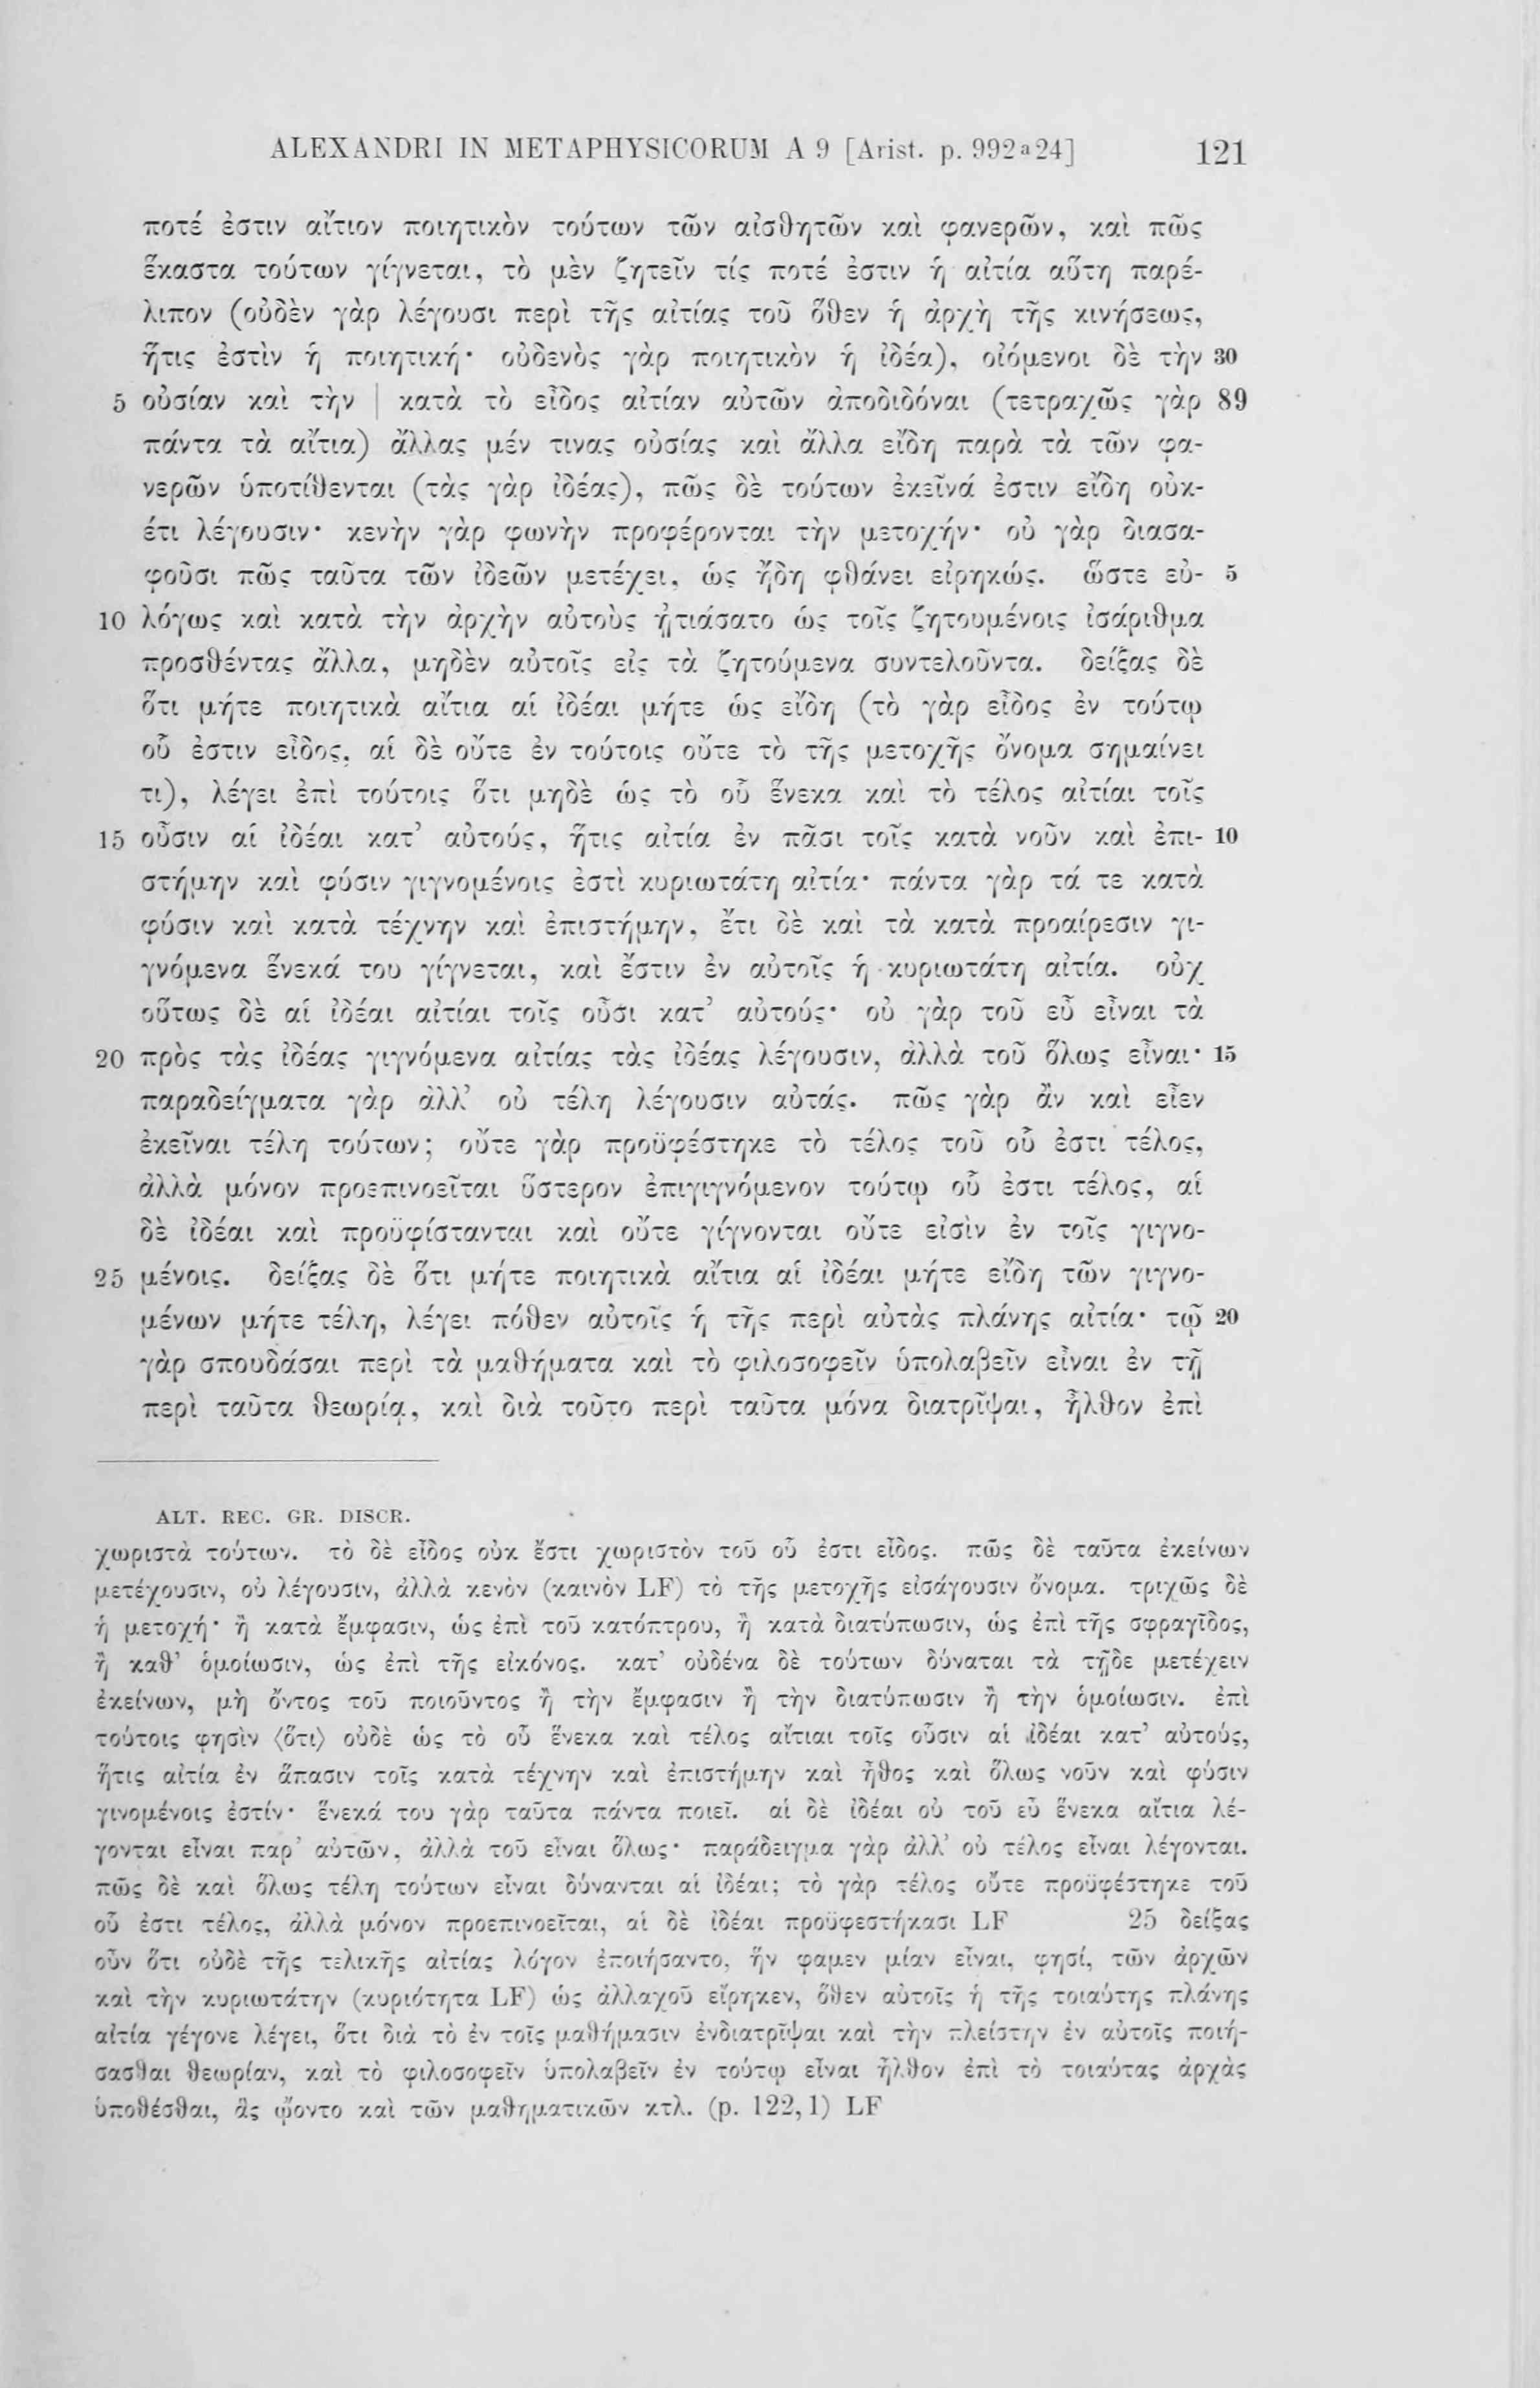 ALEXANDRI IN METAPHYSICORUM A 9 [Arist. p. 992a24] 121
ποτέ ἐστιν αἴτιον ποιητικὸν τούτων τῶν αἰσθητῶν καὶ φανερῶν, καὶ πῶς
ἕκαστα τούτων γίγνεται, τὸ μὲν ζητεῖν τίς ποτέ ἐστιν ἡ αἰτία αὕτη παρέ-
λιπον (οὐδὲν γὰρ λέγουσι περὶ τῆς αἰτίας τοῦ ὅθεν ἡ ἀρχὴ τῆς κινήσεως,
ἥτις ἐστὶν ἡ ποιητική· οὐδενὸς γὰρ ποιητικὸν ἡ ἰδέα), οἰόμενοι δὲ τὴν 30
5 οὐσίαν καὶ τὴν | κατὰ τὸ εἶδος αἰτίαν αὐτῶν ἀποδιδόναι (τετραχῶς γὰρ 89
πάντα τὰ αἴτια) ἄλλας μέν τινας οὐσίας καὶ ἄλλα εἴδη παρὰ τὰ τῶν φα-
νερῶν ὑποτίθενται (τὰς γὰρ ἰδέας), πῶς δὲ τούτων ἐκεῖνά ἐστιν εἴδη οὐκ-
έτι λέγουσιν· κενὴν γὰρ φωνὴν προφέρονται τὴν μετοχήν· οὐ γὰρ διασα-
φοῦσι πῶς ταῦτα τῶν ἰδεῶν μετέχει, ὡς ἤδη φθάνει εἰρηκώς. ὥστε εὐ- 5
10 λόγως καὶ κατὰ τὴν ἀρχὴν αὐτοὺς ᾐτιάσατο ὡς τοῖς ζητουμένοις ἰσάριθμα
προσθέντας ἄλλα, μηδὲν αὐτοῖς εἰς τὰ ζητούμενα συντελοῦντα. δείξας δὲ
ὅτι μήτε ποιητικὰ αἴτια αἱ ἰδέαι μήτε ὡς εἴδη (τὸ γὰρ εἶδος ἐν τούτῳ
οὗ ἐστιν εἶδος, αἱ δὲ οὔτε ἐν τούτοις οὔτε τὸ τῆς μετοχῆς ὄνομα σημαίνει
τι), λέγει ἐπὶ τούτοις ὅτι μηδὲ ὡς τὸ οὗ ἕνεκα καὶ τὸ τέλος αἰτίαι τοῖς
15 οὖσιν αἱ ἰδέαι κατ’ αὐτούς, ἥτις αἰτία ἐν πᾶσι τοῖς κατὰ νοῦν καὶ ἐπι- 10
στήμην καὶ φύσιν γιγνομένοις ἐστὶ κυριωτάτη αἰτία· πάντα γὰρ τά τε κατὰ
φύσιν καὶ κατὰ τέχνην καὶ ἐπιστήμην, ἔτι δὲ καὶ τὰ κατὰ προαίρεσιν γι-
γνόμενα ἕνεκά του γίγνεται, καὶ ἔστιν ἐν αὐτοῖς ἡ κυριωτάτη αἰτία. οὐχ
οὕτως δὲ αἱ ἰδέαι αἰτίαι τοῖς οὖσι κατ’ αὐτούς· οὐ γὰρ τοῦ εὖ εἶναι τὰ
20 πρὸς τὰς ἰδέας γιγνόμενα αἰτίας τὰς ἰδέας λέγουσιν, ἀλλὰ τοῦ ὅλως εἶναι· 15
παραδείγματα γὰρ ἀλλ’ οὐ τέλη λέγουσιν αὐτάς. πῶς γὰρ ἂν καὶ εἶεν
ἐκεῖναι τέλη τούτων; οὔτε γὰρ προϋφέστηκε τὸ τέλος τοῦ οὗ ἐστι τέλος,
ἀλλὰ μόνον προεπινοεῖται ὕστερον ἐπιγιγνόμενον τούτῳ οὗ ἐστι τέλος, αἱ
δὲ ἰδέαι καὶ προϋφίστανται καὶ οὔτε γίγνονται οὔτε εἰσὶν ἐν τοῖς γιγνο-
25 μένοις. δείξας δὲ ὅτι μήτε ποιητικὰ αἴτια αἱ ἰδέαι μήτε εἴδη τῶν γιγνο-
μένων μήτε τέλη, λέγει πόθεν αὐτοῖς ἡ τῆς περὶ αὐτὰς πλάνης αἰτία· τῷ 20
γὰρ σπουδάσαι περὶ τὰ μαθήματα καὶ τὸ φιλοσοφεῖν ὑπολαβεῖν εἶναι ἐν τῇ
περὶ ταῦτα θεωρίᾳ, καὶ διὰ τοῦτο περὶ ταῦτα μόνα διατρῖψαι, ἦλθον ἐπὶ
ALT. REC. GR. DISCR.
χωριστὰ τούτων. τὸ δὲ εἶδος οὐκ ἔστι χωριστὸν τοῦ οὗ ἐστι εἶδος. πῶς δὲ ταῦτα ἐκείνων
μετέχουσιν, οὐ λέγουσιν, ἀλλὰ κενὸν (καινὸν LF) τὸ τῆς μετοχῆς εἰσάγουσιν ὄνομα. τριχῶς δὲ
ἡ μετοχή· ἢ κατὰ ἔμφασιν, ὡς ἐπὶ τοῦ κατόπτρου, ἢ κατὰ διατύπωσιν, ὡς ἐπὶ τῆς σφραγῖδος,
ἢ καθ’ ὁμοίωσιν, ὡς ἐπὶ τῆς εἰκόνος. κατ’ οὐδένα δὲ τούτων δύναται τὰ τῇδε μετέχειν
ἐκείνων, μὴ ὄντος τοῦ ποιοῦντος ἢ τὴν ἔμφασιν ἢ τὴν διατύπωσιν ἢ τὴν ὁμοίωσιν. ἐπὶ
τούτοις φησὶν ⟨ὅτι⟩ οὐδὲ ὡς τὸ οὗ ἕνεκα καὶ τέλος αἴτιαι τοῖς οὖσιν αἱ ἰδέαι κατ’ αὐτούς,
ἥτις αἰτία ἐν ἅπασιν τοῖς κατὰ τέχνην καὶ ἐπιστήμην καὶ ἦθος καὶ ὅλως νοῦν καὶ φύσιν
γινομένοις ἐστίν· ἕνεκά του γὰρ ταῦτα πάντα ποιεῖ. αἱ δὲ ἰδέαι οὐ τοῦ εὖ ἕνεκα αἴτια λέ-
γονται εἶναι παρ’ αὐτῶν, ἀλλὰ τοῦ εἶναι ὅλως· παράδειγμα γὰρ ἀλλ’ οὐ τέλος εἶναι λέγονται.
πῶς δὲ καὶ ὅλως τέλη τούτων εἶναι δύνανται αἱ ἰδέαι; τὸ γὰρ τέλος οὔτε προϋφέστηκε τοῦ
οὗ ἐστι τέλος, ἀλλὰ μόνον προεπινοεῖται, αἱ δὲ ἰδέαι προϋφεστήκασι LF 25 δείξας
οὖν ὅτι οὐδὲ τῆς τελικῆς αἰτίας λόγον ἐποιήσαντο, ἥν φαμεν μίαν εἶναι, φησί, τῶν ἀρχῶν
καὶ τὴν κυριωτάτην (κυριότητα LF) ὡς ἀλλαχοῦ εἴρηκεν, ὅθεν αὐτοῖς ἡ τῆς τοιαύτης πλάνης
αἰτία γέγονε λέγει, ὅτι διὰ τὸ ἐν τοῖς μαθήμασιν ἐνδιατρῖψαι καὶ τὴν πλείστην ἐν αὐτοῖς ποιή-
σασθαι θεωρίαν, καὶ τὸ φιλοσοφεῖν ὑπολαβεῖν ἐν τούτῳ εἶναι ἦλθον ἐπὶ τὸ τοιαύτας ἀρχὰς
ὑποθέσθαι, ἃς ᾤοντο καὶ τῶν μαθηματικῶν κτλ. (p. 122,1) LF